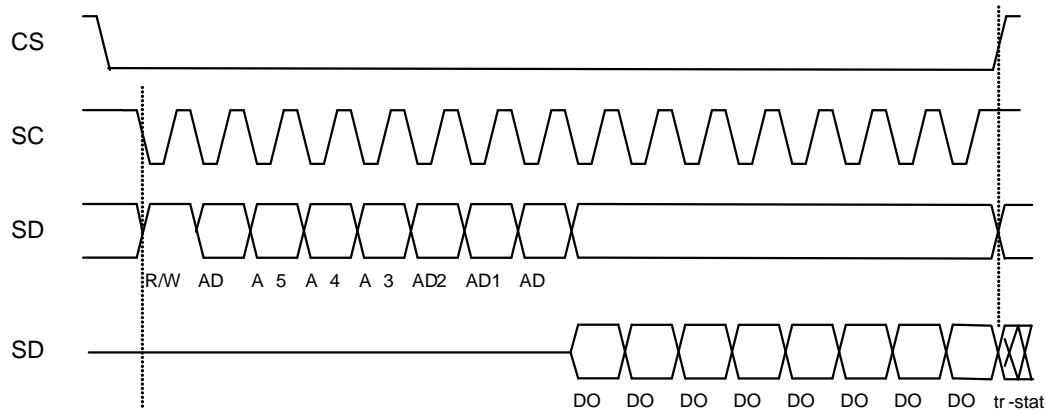 CS
SC
SD
R/W AD A 5 A 4 A 3 AD2 AD1 AD
SD
DO DO DO DO DO DO DO DO tr-stat